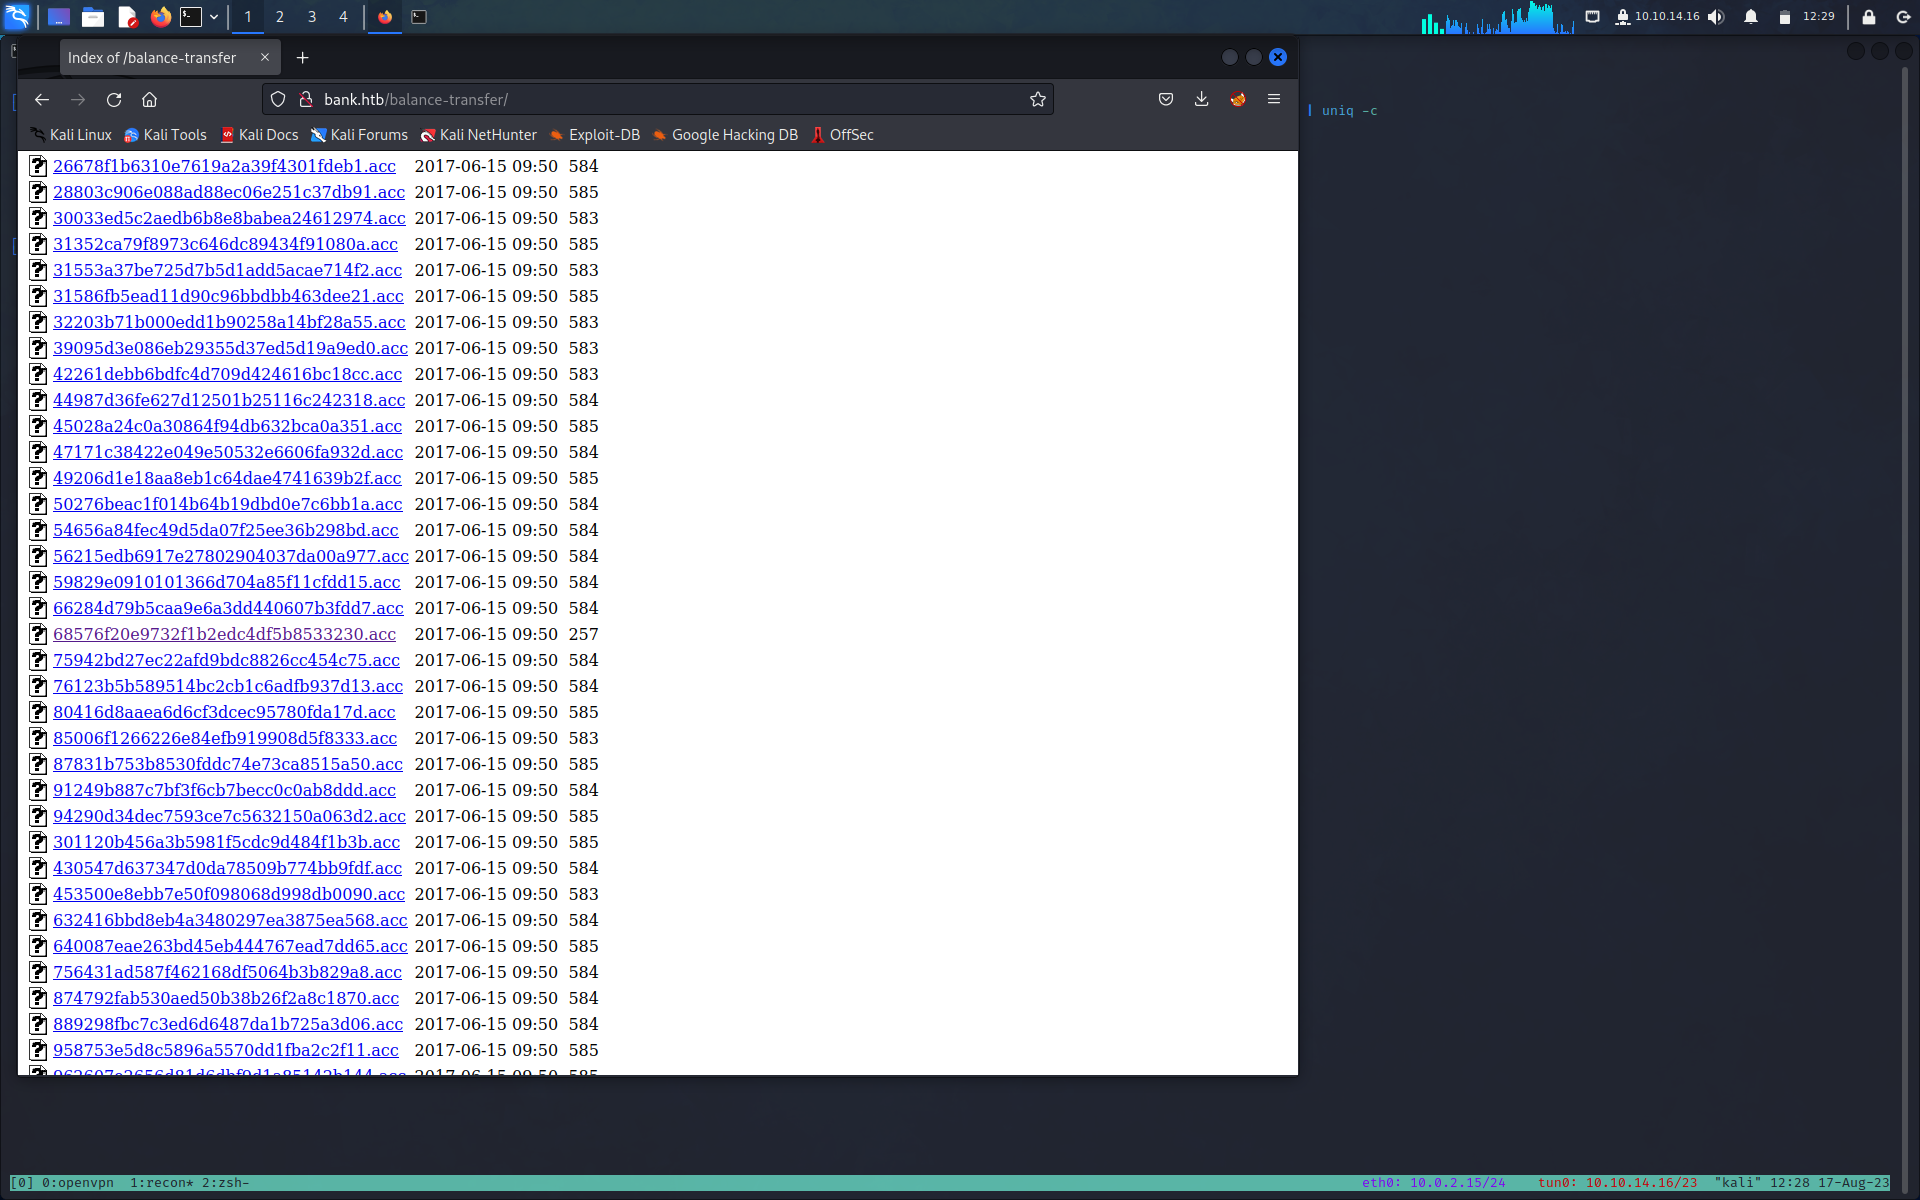 1 2 3 4
10.10.14.16 12:29
Index of /balance-transfer
bank.htb/balance-transfer/
| uniq -c
Kali Linux Kali Tools Kali Docs Kali Forums Kali NetHunter Exploit-DB Google Hacking DB OffSec
26678f1b6310e7619a2a39f4301fdeb1.acc 2017-06-15 09:50 584
28803c906e088ad88ec06e251c37db91.acc 2017-06-15 09:50 585
30033ed5c2aedb6b8e8babea24612974.acc 2017-06-15 09:50 583
31352ca79f8973c646dc89434f91080a.acc 2017-06-15 09:50 585
31553a37be725d7b5d1add5acae714f2.acc 2017-06-15 09:50 583
31586fb5ead11d90c96bbdbb463dee21.acc 2017-06-15 09:50 585
32203b71b000edd1b90258a14bf28a55.acc 2017-06-15 09:50 583
39095d3e086eb29355d37ed5d19a9ed0.acc 2017-06-15 09:50 583
42261debb6bdfc4d709d424616bc18cc.acc 2017-06-15 09:50 583
44987d36fe627d12501b25116c242318.acc 2017-06-15 09:50 584
45028a24c0a30864f94db632bca0a351.acc 2017-06-15 09:50 585
47171c38422e049e50532e6606fa932d.acc 2017-06-15 09:50 584
49206d1e18aa8eb1c64dae4741639b2f.acc 2017-06-15 09:50 585
50276beac1f014b64b19dbd0e7c6bb1a.acc 2017-06-15 09:50 584
54656a84fec49d5da07f25ee36b298bd.acc 2017-06-15 09:50 584
56215edb6917e27802904037da00a977.acc 2017-06-15 09:50 584
59829e0910101366d704a85f11cfdd15.acc 2017-06-15 09:50 584
66284d79b5caa9e6a3dd440607b3fdd7.acc 2017-06-15 09:50 584
68576f20e9732f1b2edc4df5b8533230.acc 2017-06-15 09:50 257
75942bd27ec22afd9bdc8826cc454c75.acc 2017-06-15 09:50 584
76123b5b589514bc2cb1c6adfb937d13.acc 2017-06-15 09:50 584
80416d8aaea6d6cf3dcec95780fda17d.acc 2017-06-15 09:50 585
85006f1266226e84efb919908d5f8333.acc 2017-06-15 09:50 583
87831b753b8530fddc74e73ca8515a50.acc 2017-06-15 09:50 585
91249b887c7bf3f6cb7becc0c0ab8ddd.acc 2017-06-15 09:50 584
94290d34dec7593ce7c5632150a063d2.acc 2017-06-15 09:50 585
301120b456a3b5981f5cdc9d484f1b3b.acc 2017-06-15 09:50 585
430547d637347d0da78509b774bb9fdf.acc 2017-06-15 09:50 584
453500e8ebb7e50f098068d998db0090.acc 2017-06-15 09:50 583
632416bbd8eb4a3480297ea3875ea568.acc 2017-06-15 09:50 584
640087eae263bd45eb444767ead7dd65.acc 2017-06-15 09:50 585
756431ad587f462168df5064b3b829a8.acc 2017-06-15 09:50 584
874792fab530aed50b38b26f2a8c1870.acc 2017-06-15 09:50 584
889298fbc7c3ed6d6487da1b725a3d06.acc 2017-06-15 09:50 584
958753e5d8c5896a5570dd1fba2c2f11.acc 2017-06-15 09:50 585
2017-06-15 09:50 585
[0] 0:openvpn 1:recon* 2:zsh- eth0: 10.0.2.15/24 tun0: 10.10.14.16/23 "kali" 12:28 17-Aug-23